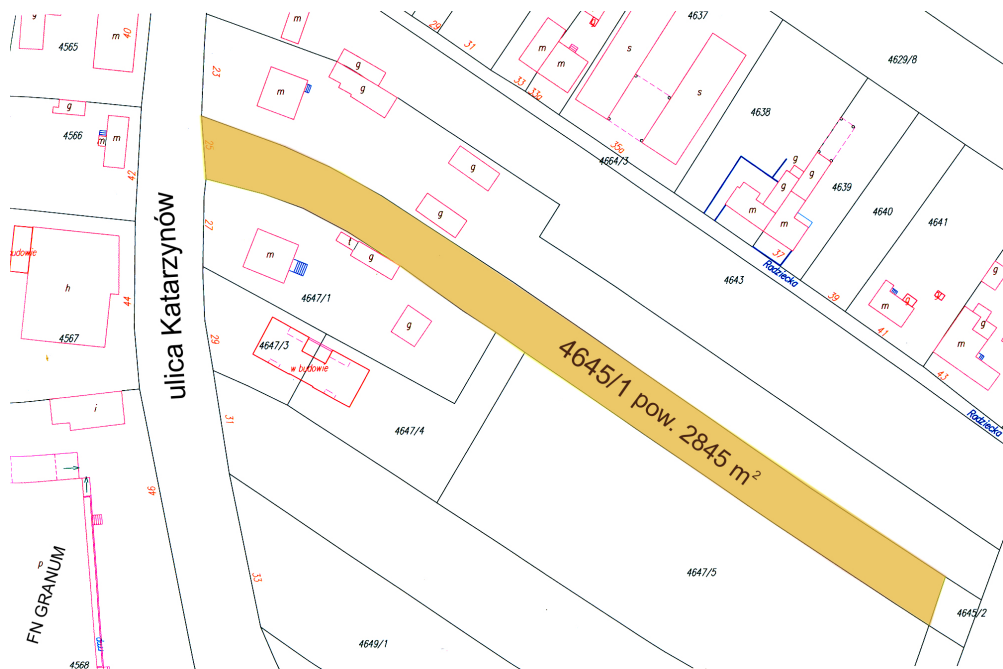 g
4565
m
40
23
m
29
31
m
m
33
33a
4637
s
s
4629/8
g
g
m
4566
g
m
m
42
25
35a
4664/3
4638
g
g
g
4639
m
m
37
4640
4641
Rodziecka
4643
39
g
g
27
m
t
g
ulica Katarzynów
h
44
4567
4647/1
g
29
4647/3
w budowie
31
4647/4
4645/1 pow. 2845 m²
m
g
g
41
g
g
m
43
Rodziecka
i
46
FN GRANUM
p
4568
33
4649/1
4647/5
4645/2